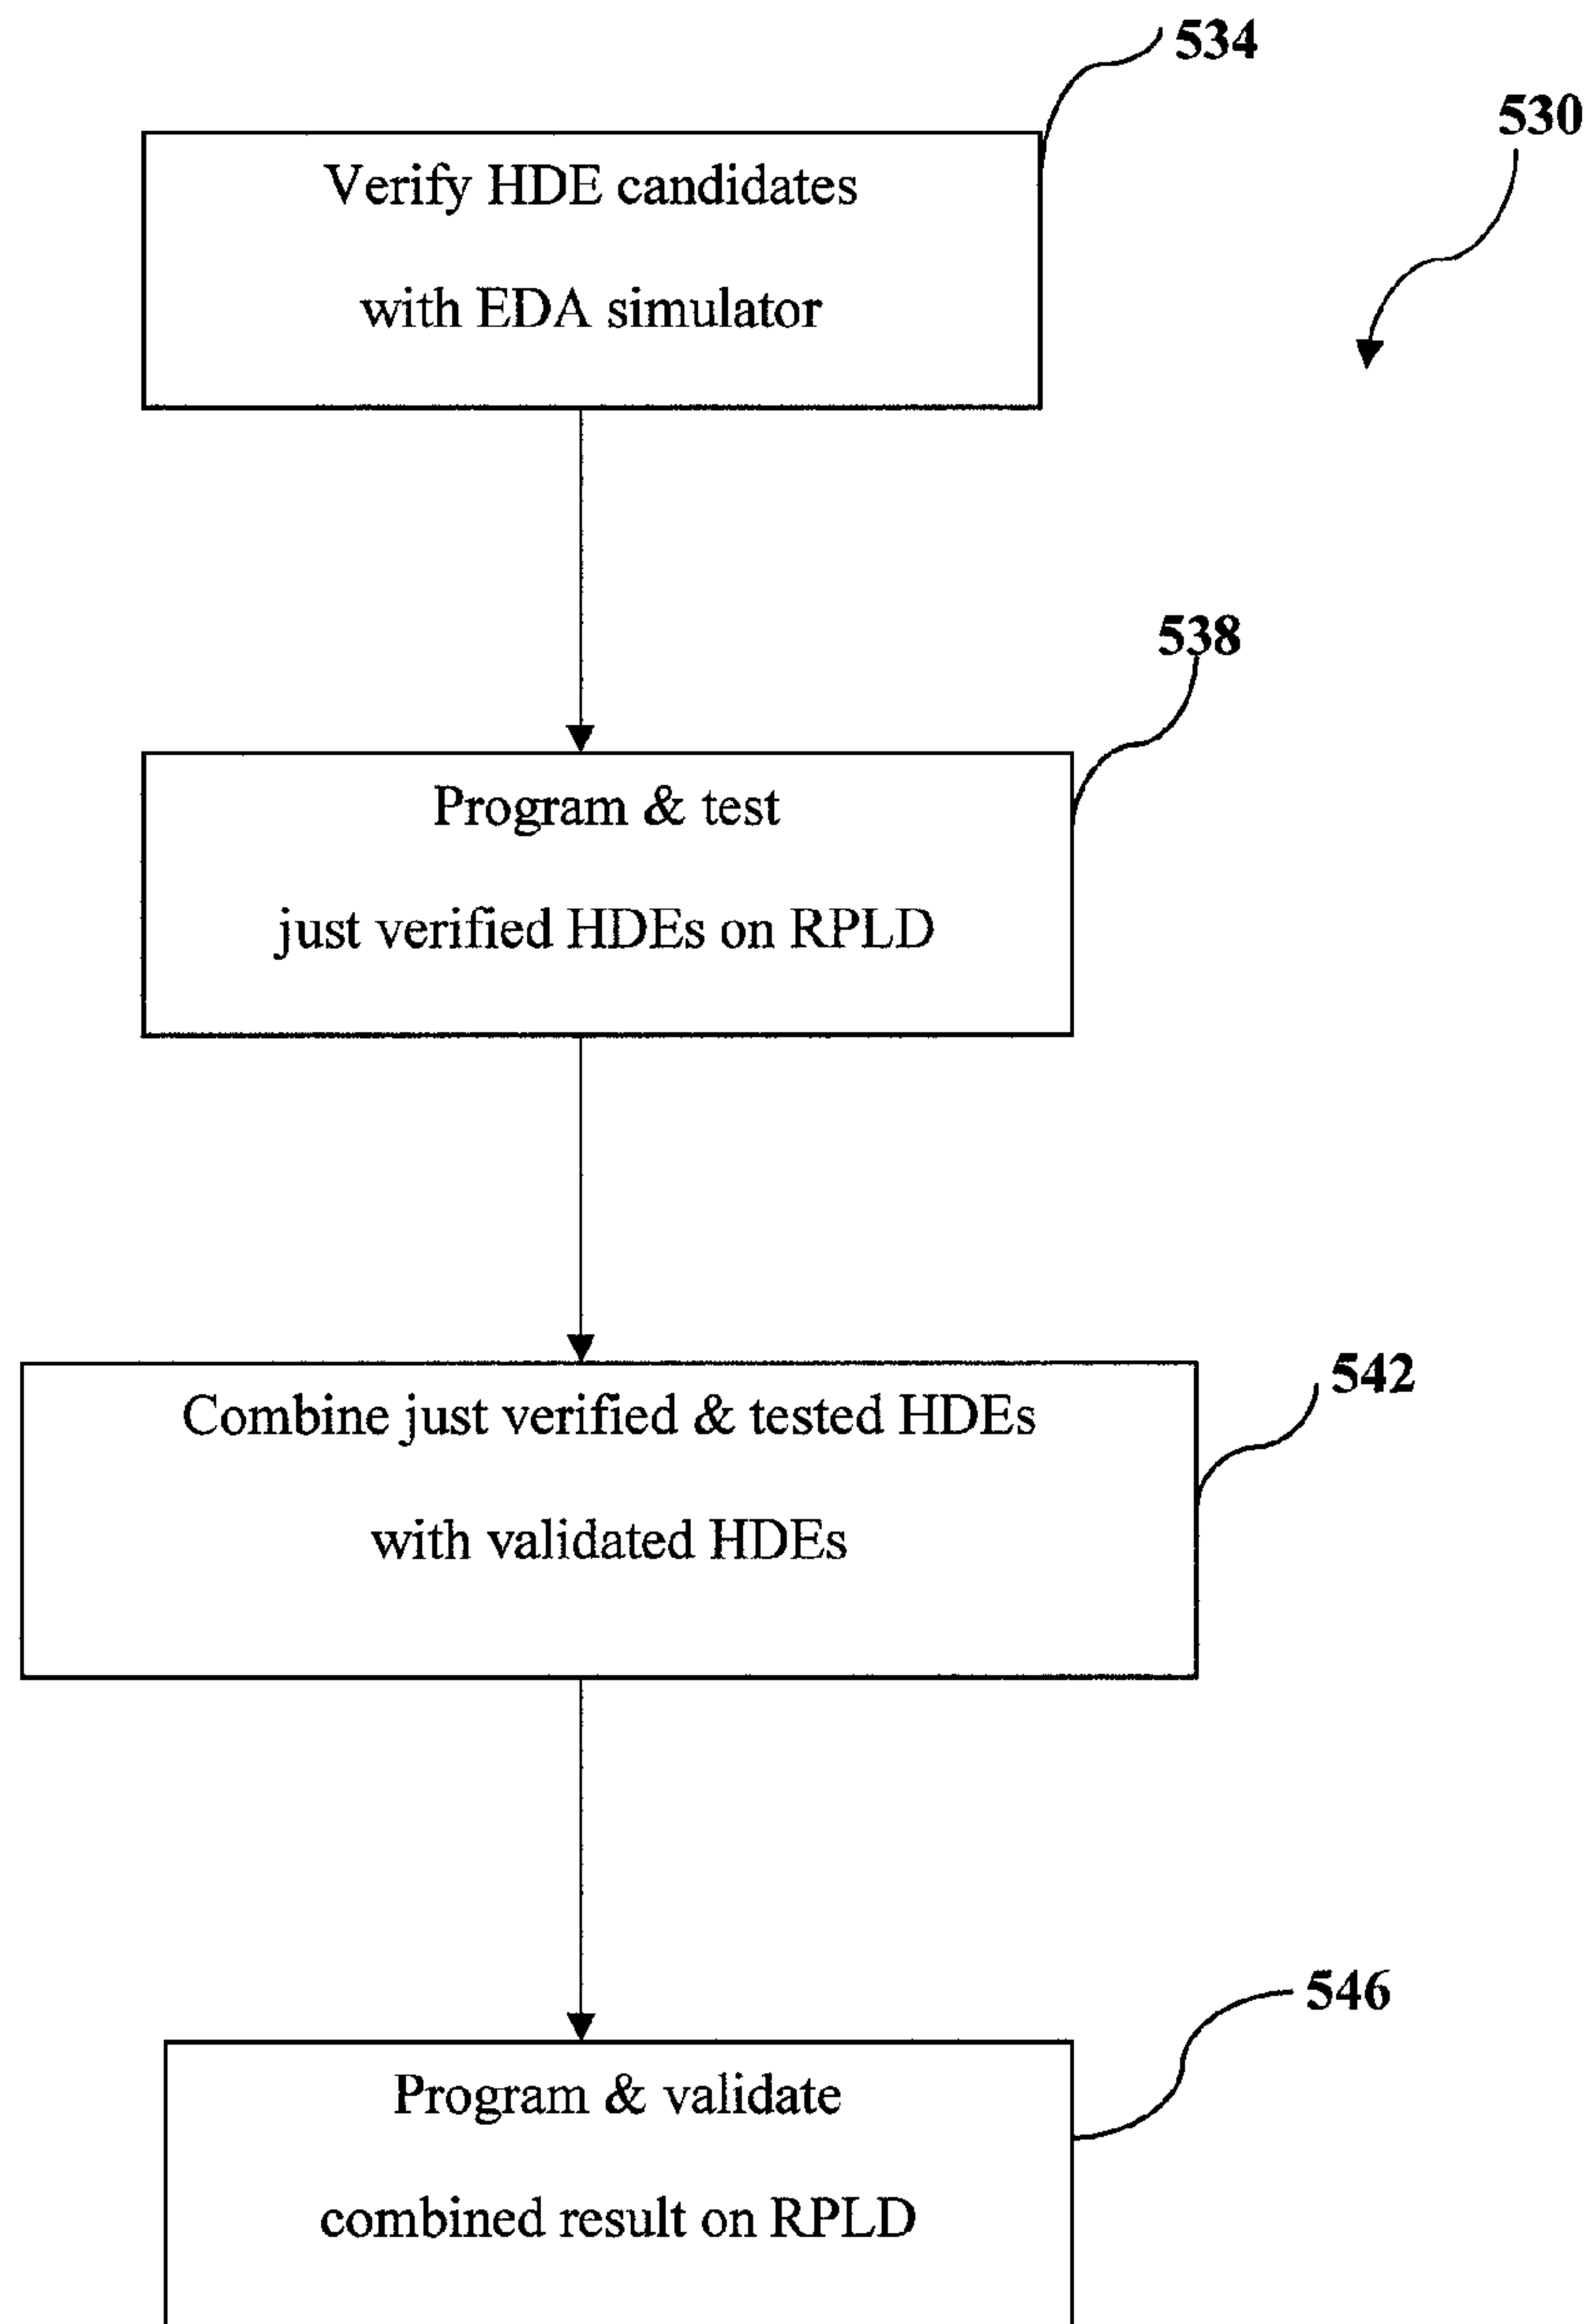 534
530
Verify HDE candidates
with EDA simulator
538
Program & test
just verified HDEs on RPLD
542
Combine just verified & tested HDEs
with validated HDEs
546
Program & validate
combined result on RPLD